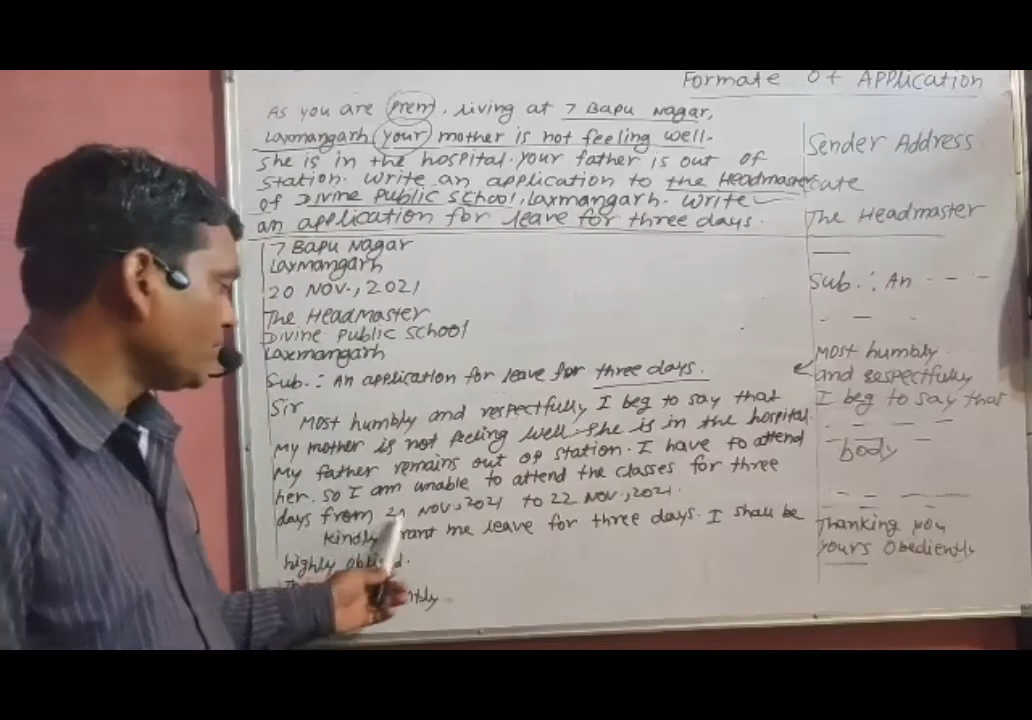 Formate Of Application
As you are Prem, living at 7 Bapu Nagar,
Laxmangarh your mother is not feeling well.
She is in the hospital. Your father is out of
station. Write an application to the Headmaster
of Divine Public School, Laxmangarh. Write
an application for leave for three days.
7 Bapu Nagar
Laxmangarh
20 Nov., 2021
The Headmaster
Divine Public School
Laxmangarh
Sub.: An application for leave for three days.
Sir
Most humbly and respectfully I beg to say that
My mother is not feeling well she is in the hospital.
My father remains out of station. I have to attend
her. So I am unable to attend the classes for three
days from Nov., 2021 to 22 Nov., 2021.
Kindly me leave for three days. I shall be
highly
Sender Address
The Headmaster
Sub.: An
Most humbly
and respectfully
I beg to say that
body
Thanking you
Yours Obediently